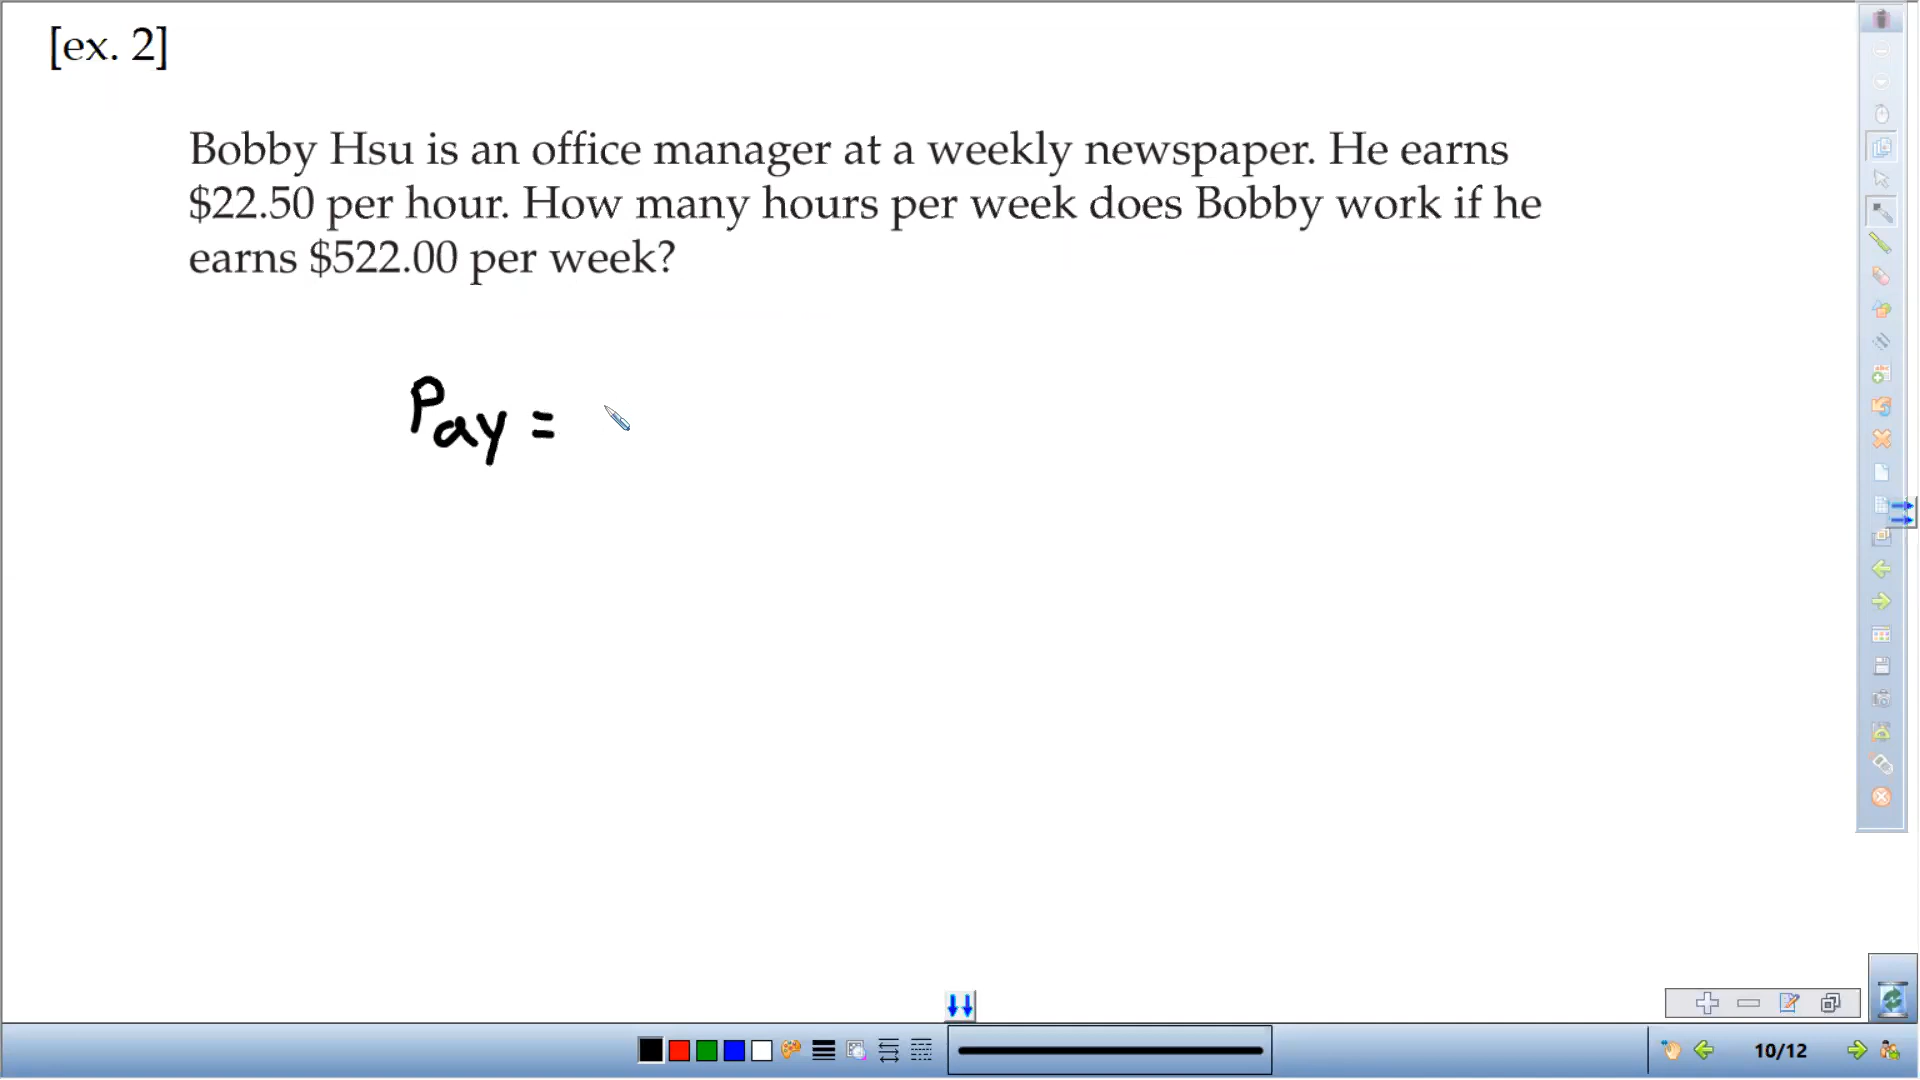 [ex. 2]
Bobby Hsu is an office manager at a weekly newspaper. He earns
$22.50 per hour. How many hours per week does Bobby work if he
earns $522.00 per week?
Pay =
10/12